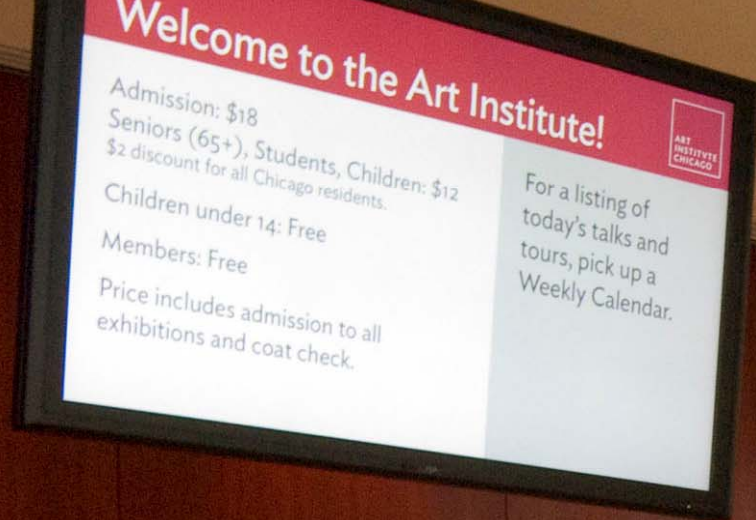 Welcome to the Art Institute!
ART
INSTITVTE
CHICAGO
Admission: $18
Seniors (65+), Students, Children: $12
$2 discount for all Chicago residents.
Children under 14: Free
Members: Free
Price includes admission to all
exhibitions and coat check.
For a listing of
today's talks and
tours, pick up a
Weekly Calendar.